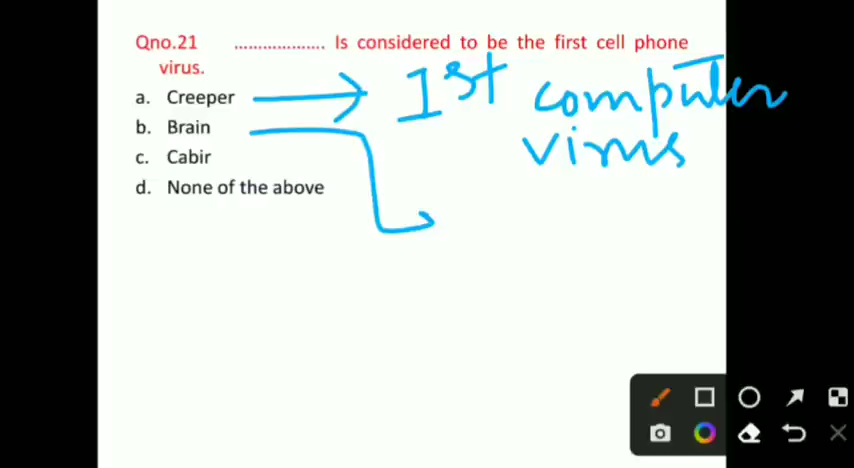 Qno.21 ................... Is considered to be the first cell phone
virus.
a. Creeper
1st computer
b. Brain
virus
c. Cabir
d. None of the above